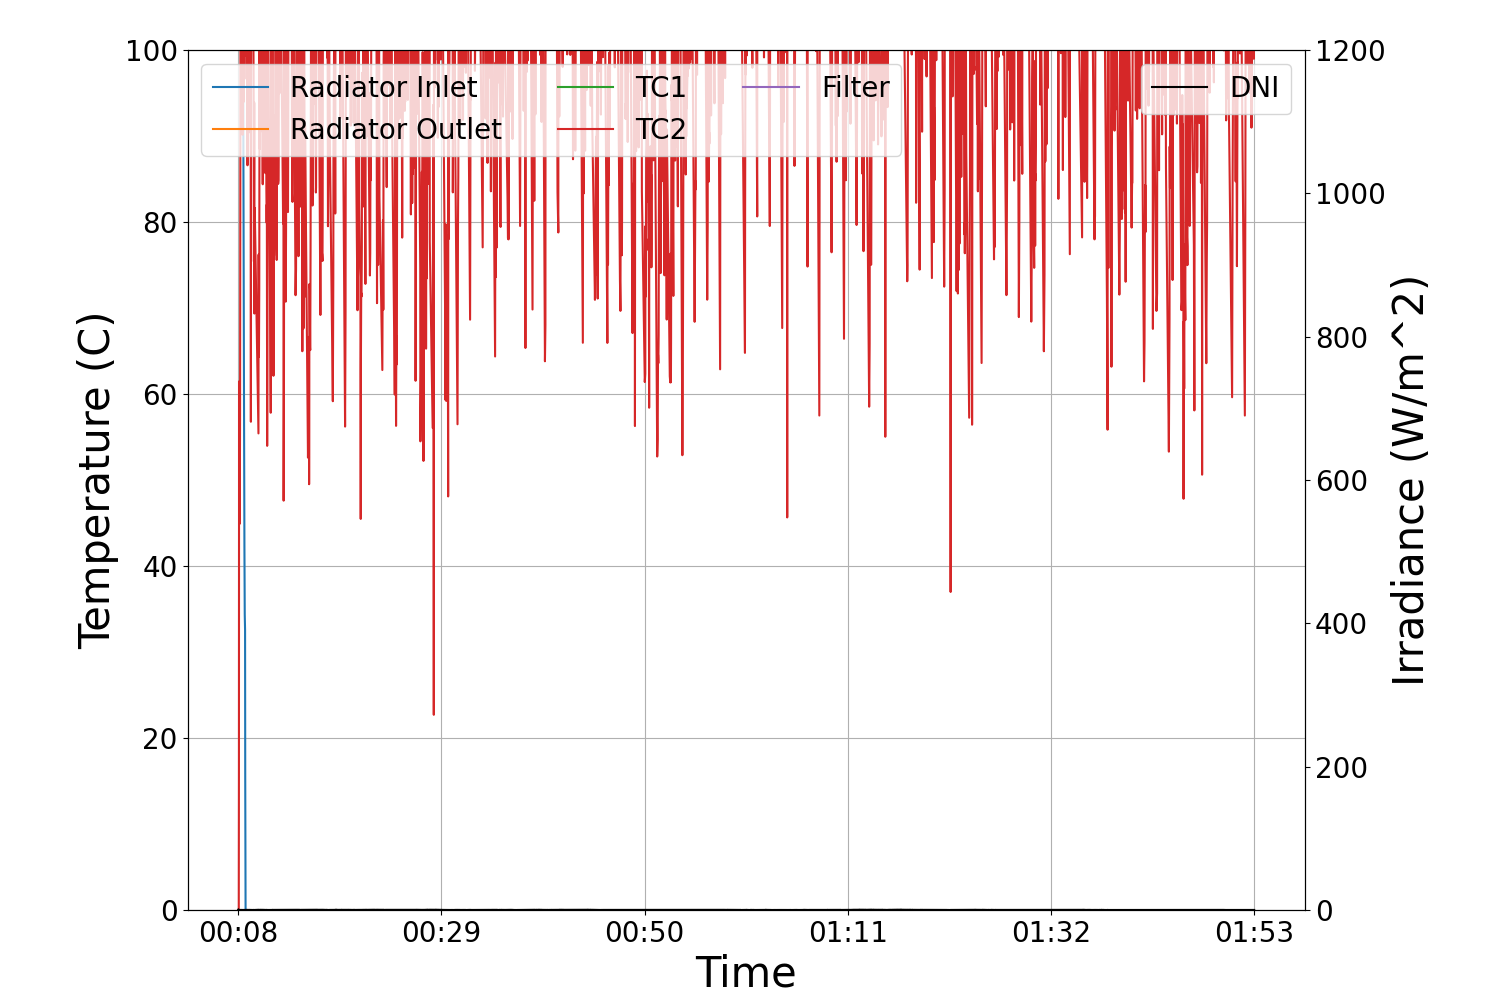 100
80
60
40
20
0
Temperature (C)
Radiator Inlet
Radiator Outlet
TC1
TC2
Filter
DNI
1200
1000
800
600
400
200
0
Irradiance (W/m^2)
00:08 00:29 00:50 01:11 01:32 01:53
Time